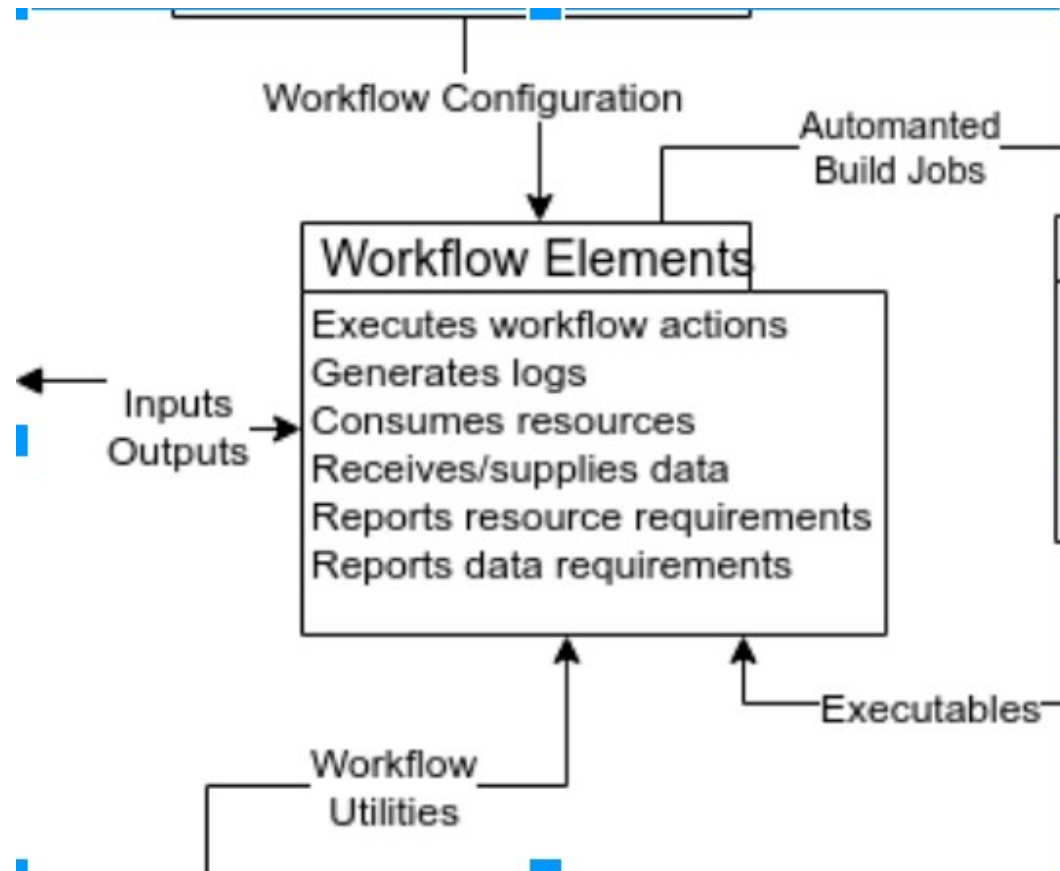 Workflow Configuration
Automanted
Build Jobs
Workflow Elements
Executes workflow actions
Generates logs
Consumes resources
Receives/supplies data
Reports resource requirements
Reports data requirements
Inputs
Outputs
Executables
Workflow
Utilities